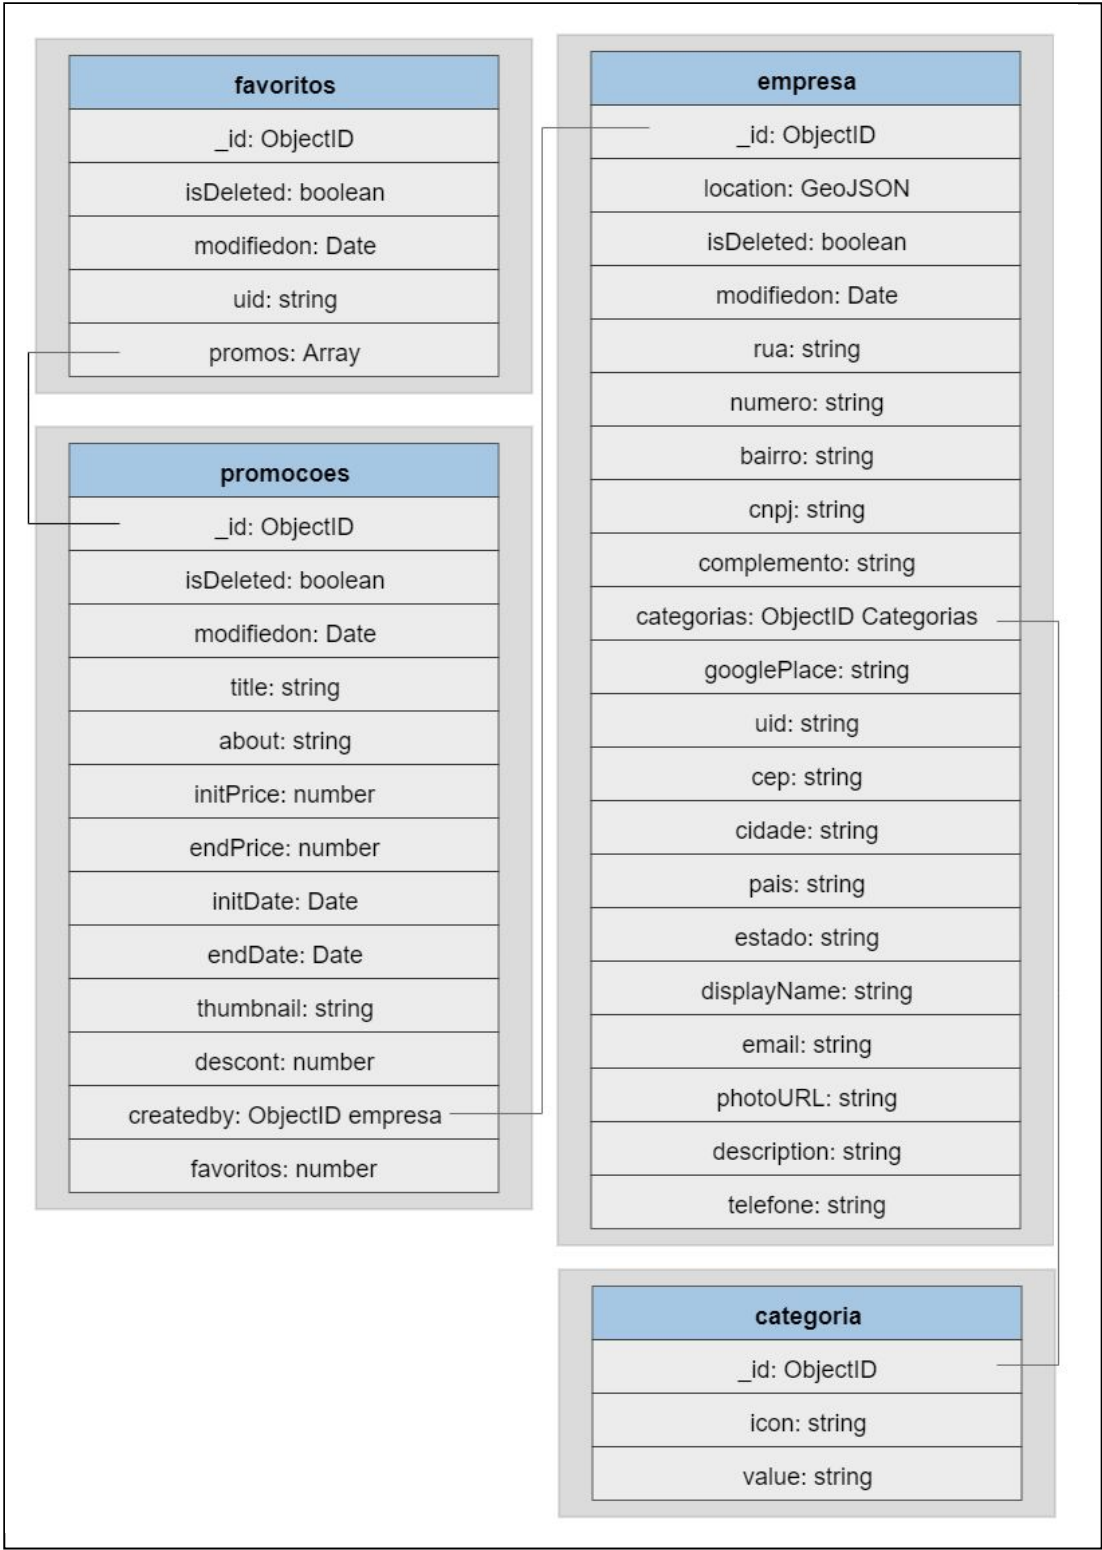 favoritos
_id: ObjectID
isDeleted: boolean
modifiedon: Date
uid: string
promos: Array
promocoes
_id: ObjectID
isDeleted: boolean
modifiedon: Date
title: string
about: string
initPrice: number
endPrice: number
initDate: Date
endDate: Date
thumbnail: string
descont: number
createdby: ObjectID empresa
favoritos: number
empresa
_id: ObjectID
location: GeoJSON
isDeleted: boolean
modifiedon: Date
rua: string
numero: string
bairro: string
cnpj: string
complemento: string
categorias: ObjectID Categorias
googlePlace: string
uid: string
cep: string
cidade: string
pais: string
estado: string
displayName: string
email: string
photoURL: string
description: string
telefone: string
categoria
_id: ObjectID
icon: string
value: string